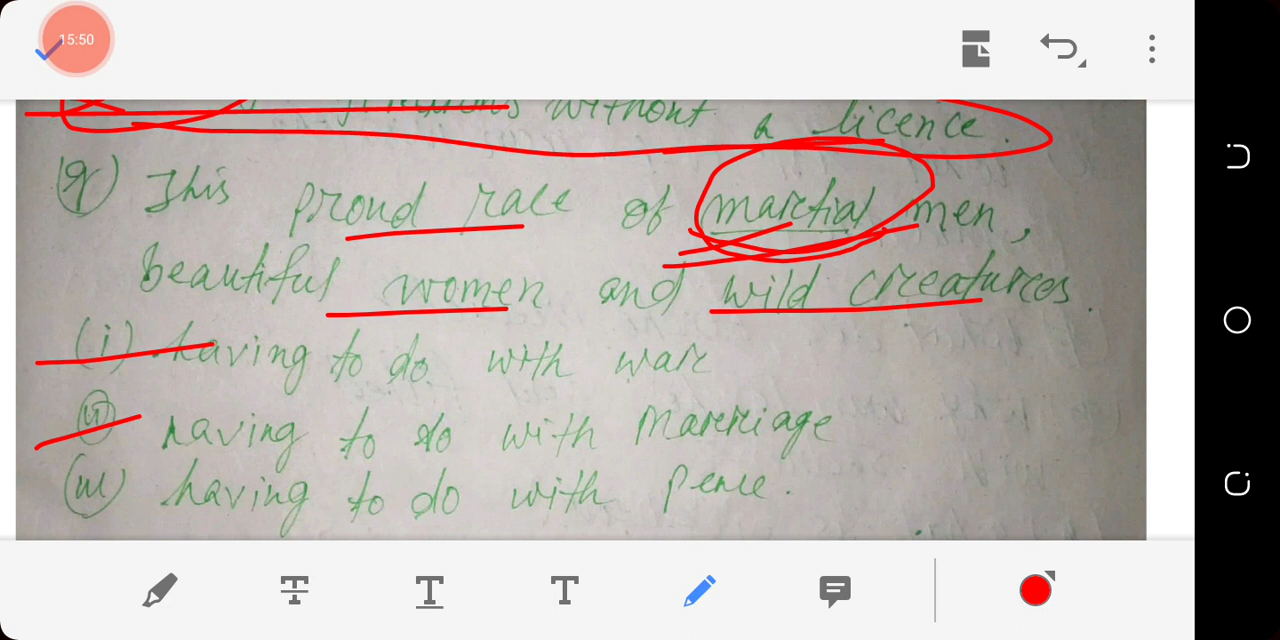 15:50
without a licence.
(q) This proud race of martial men,
beautiful women and wild creatures.
(i) having to do with war
(ii) having to do with Marriage
(iii) having to do with peace.